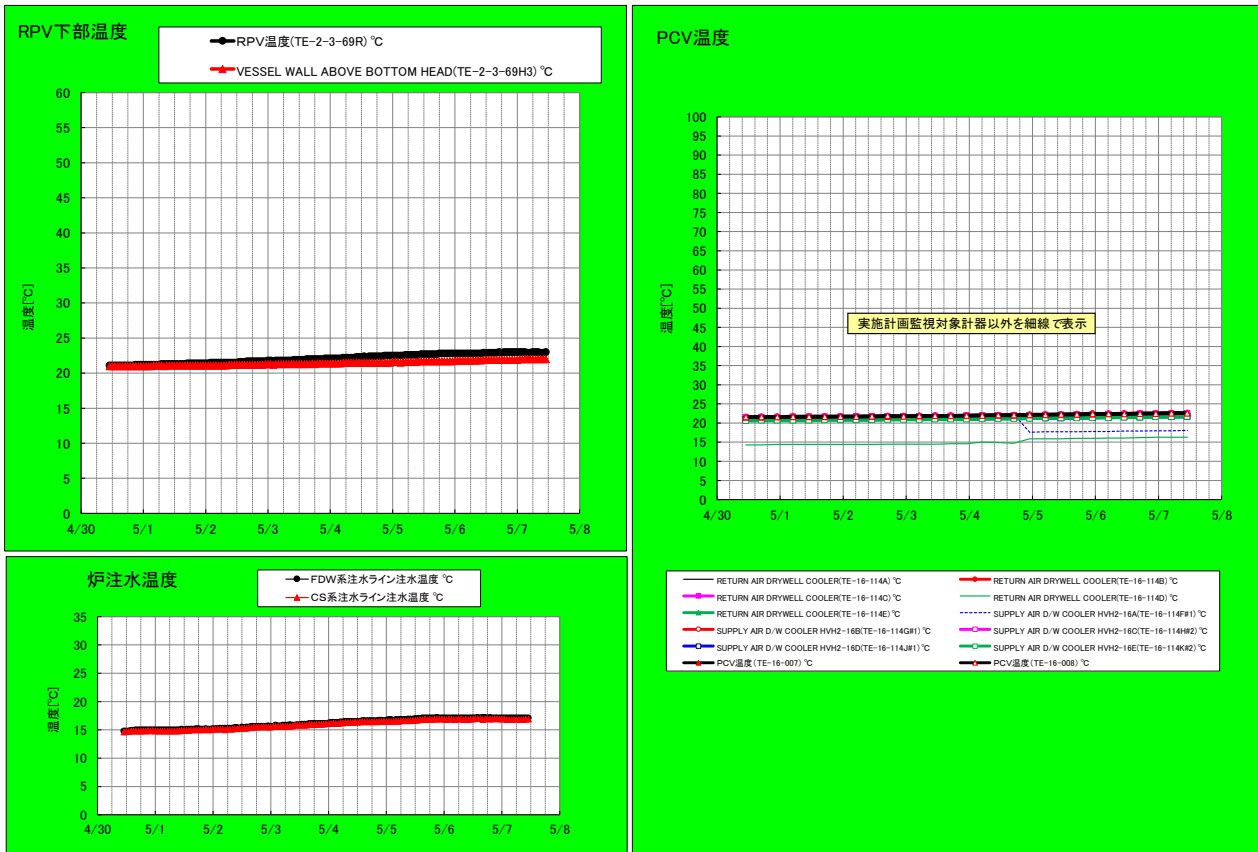 RPV下部温度
RPV温度(TE-2-3-69R) ℃
VESSEL WALL ABOVE BOTTOM HEAD(TE-2-3-69H3) ℃
60
55
50
45
40
35
30
25
20
15
10
5
0
温度[℃]
4/30 5/1 5/2 5/3 5/4 5/5 5/6 5/7 5/8
炉注水温度
FDW系注水ライン注水温度 ℃
CS系注水ライン注水温度 ℃
35
30
25
20
15
10
5
0
温度[℃]
4/30 5/1 5/2 5/3 5/4 5/5 5/6 5/7 5/8
PCV温度
100
95
90
85
80
75
70
65
60
55
50
45
40
35
30
25
20
15
10
5
0
温度[℃]
実施計画監視対象計器以外を細線で表示
4/30 5/1 5/2 5/3 5/4 5/5 5/6 5/7 5/8
RETURN AIR DRYWELL COOLER(TE-16-114A) ℃
RETURN AIR DRYWELL COOLER(TE-16-114B) ℃
RETURN AIR DRYWELL COOLER(TE-16-114C) ℃
RETURN AIR DRYWELL COOLER(TE-16-114D) ℃
RETURN AIR DRYWELL COOLER(TE-16-114E) ℃
SUPPLY AIR D/W COOLER HVH2-16A(TE-16-114F#1) ℃
SUPPLY AIR D/W COOLER HVH2-16B(TE-16-114G#1) ℃
SUPPLY AIR D/W COOLER HVH2-16C(TE-16-114H#2) ℃
SUPPLY AIR D/W COOLER HVH2-16D(TE-16-114J#1) ℃
SUPPLY AIR D/W COOLER HVH2-16E(TE-16-114K#2) ℃
PCV温度(TE-16-007) ℃
PCV温度(TE-16-008) ℃